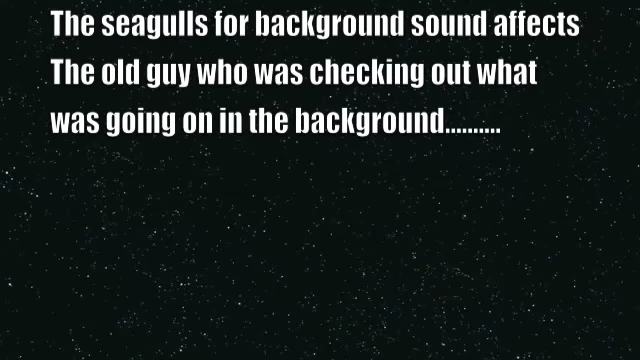 The seagulls for background sound affects
The old guy who was checking out what
was going on in the background..........